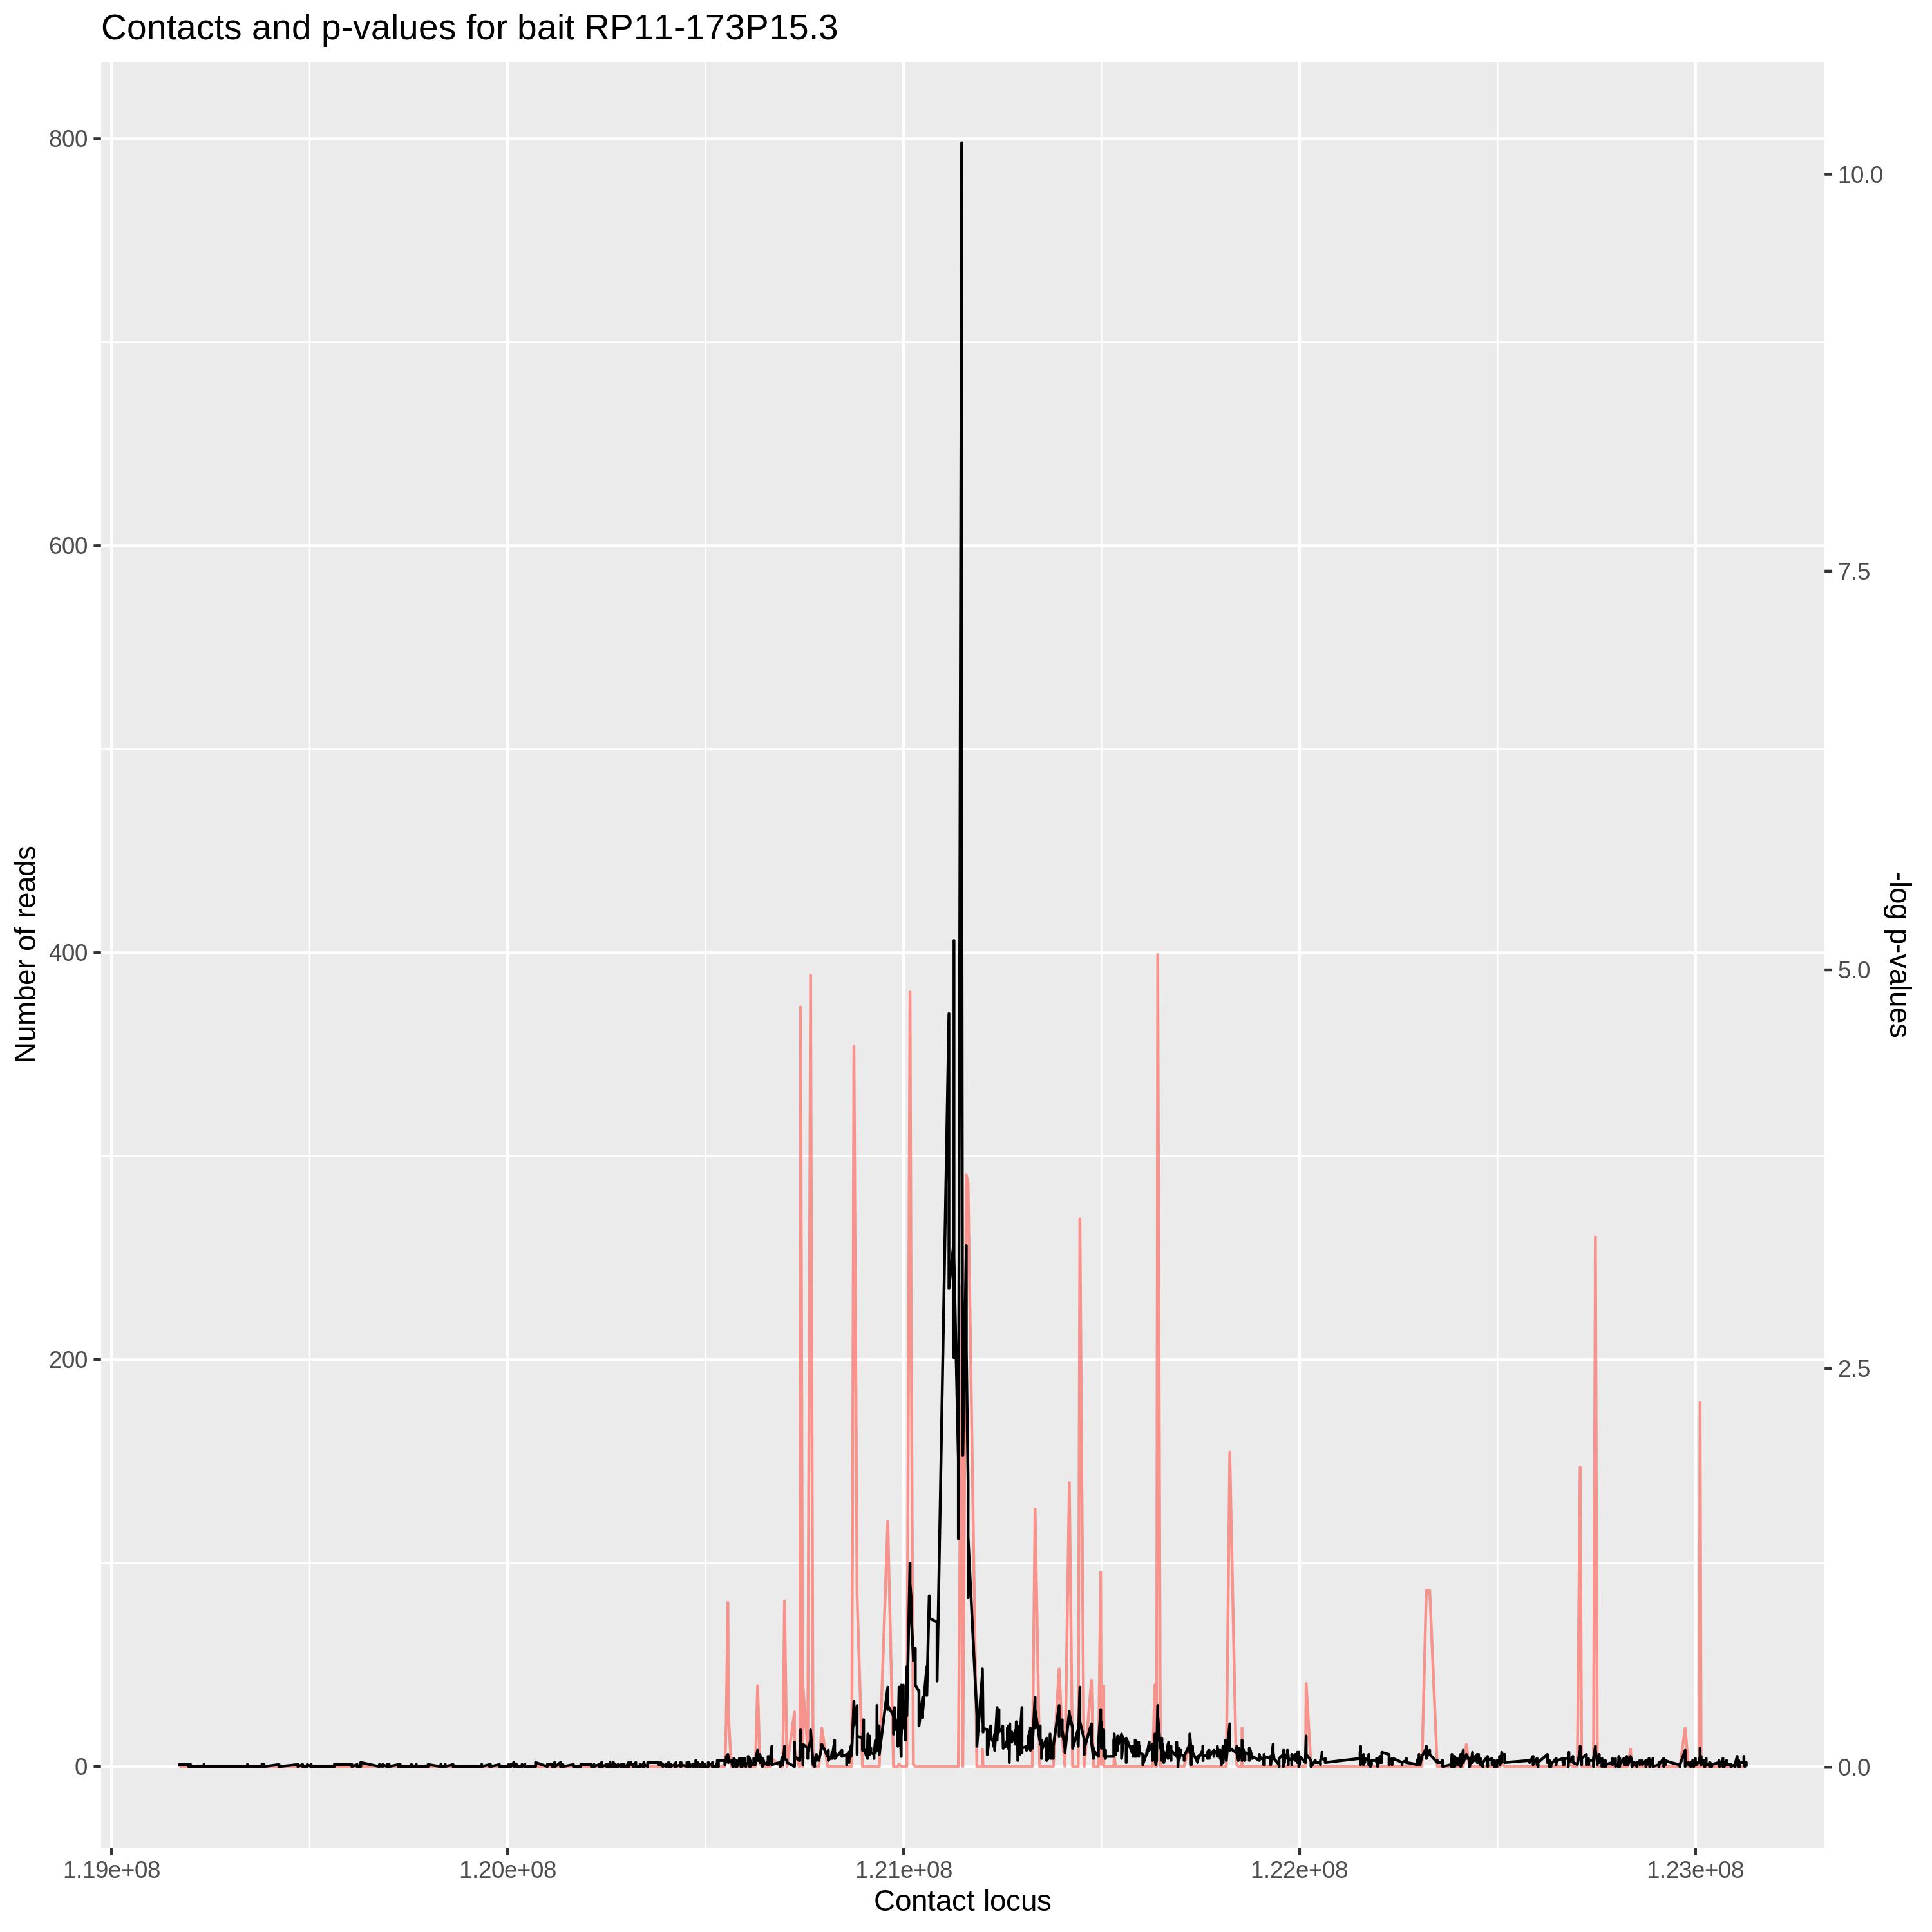 Contacts and p-values for bait RP11-173P15.3
800
600
400
200
0
Number of reads
10.0
7.5
5.0
2.5
0.0
-log p-values
1.19e+08
1.20e+08
1.21e+08
1.22e+08
1.23e+08
Contact locus